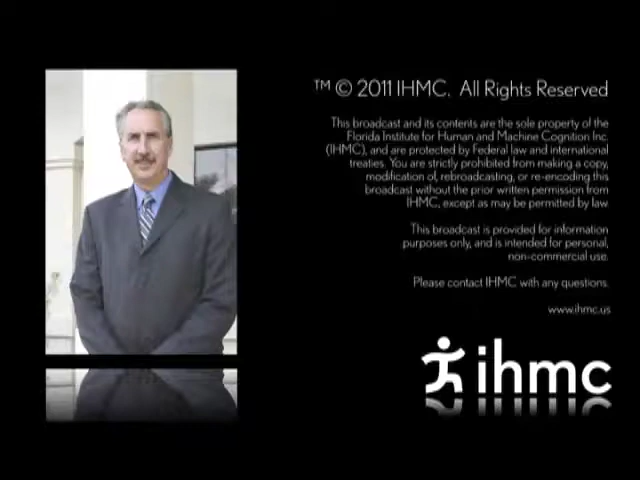 ™ © 2011 IHMC. All Rights Reserved
This broadcast and its contents are the sole property of the
Florida Institute for Human and Machine Cognition Inc.
(IHMC), and are protected by Federal law and international
treaties. You are strictly prohibited from making a copy,
modification of, rebroadcasting, or re-encoding this
broadcast without the prior written permission from
IHMC, except as may be permitted by law.
This broadcast is provided for information
purposes only, and is intended for personal,
non-commercial use.
Please contact IHMC with any questions.
www.ihmc.us
ihmc